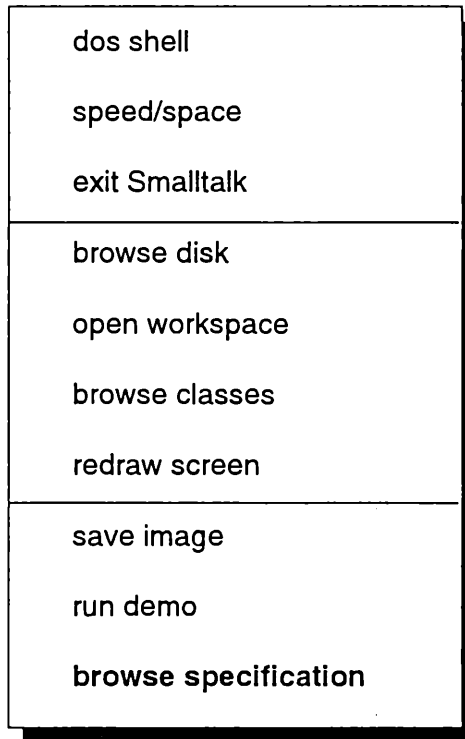 dos shell
speed/space
exit Smalltalk
browse disk
open workspace
browse classes
redraw screen
save image
run demo
browse specification